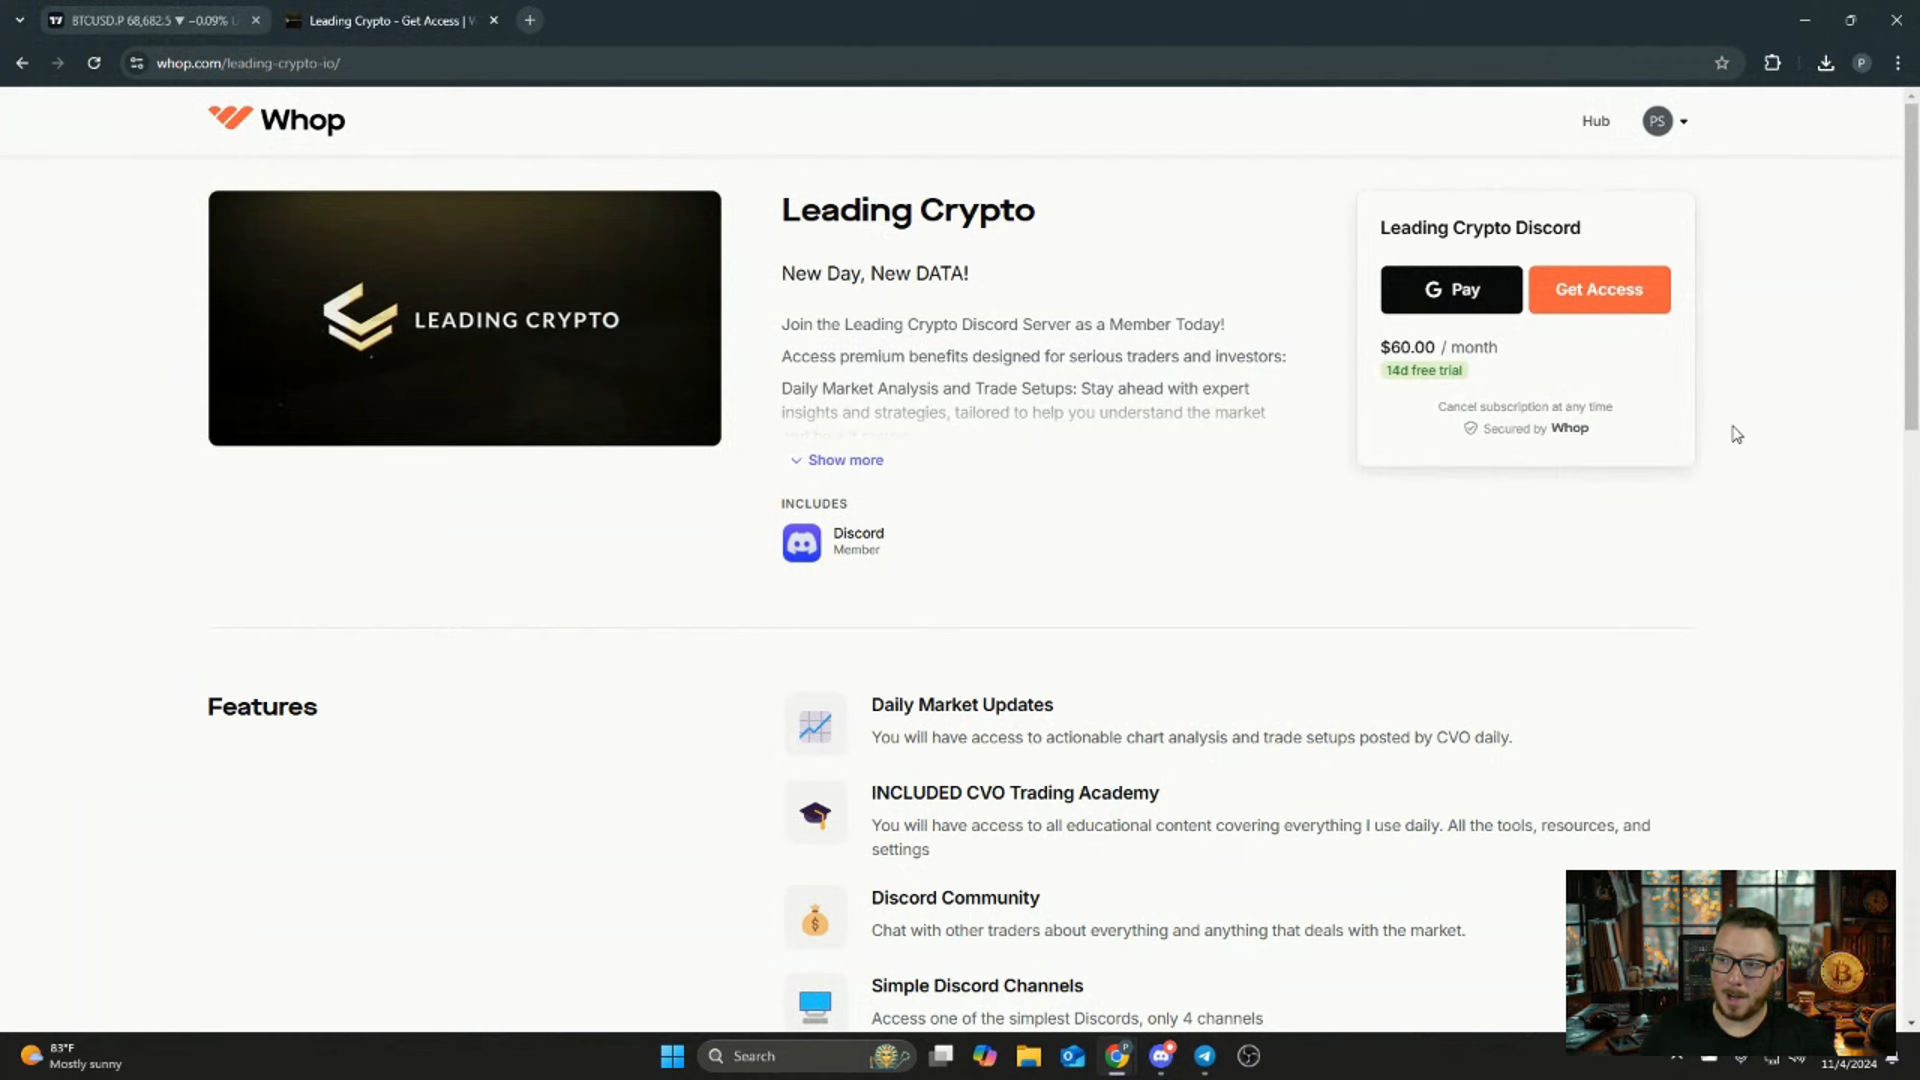 BTCUSD.P 68,682.5 ▼ −0.09%
Leading Crypto - Get Access |
whop.com/leading-crypto-io/
Whop
Hub
PS
P
LEADING CRYPTO
Leading Crypto
New Day, New DATA!
Join the Leading Crypto Discord Server as a Member Today!
Access premium benefits designed for serious traders and investors:
Daily Market Analysis and Trade Setups: Stay ahead with expert
insights and strategies, tailored to help you understand the market
Show more
INCLUDES
Discord
Member
Leading Crypto Discord
G Pay
Get Access
$60.00 / month
14d free trial
Cancel subscription at any time
Secured by Whop
Features
Daily Market Updates
You will have access to actionable chart analysis and trade setups posted by CVO daily.
INCLUDED CVO Trading Academy
You will have access to all educational content covering everything I use daily. All the tools, resources, and
settings
Discord Community
Chat with other traders about everything and anything that deals with the market.
Simple Discord Channels
Access one of the simplest Discords, only 4 channels
83°F
Mostly sunny
Search
11/4/2024